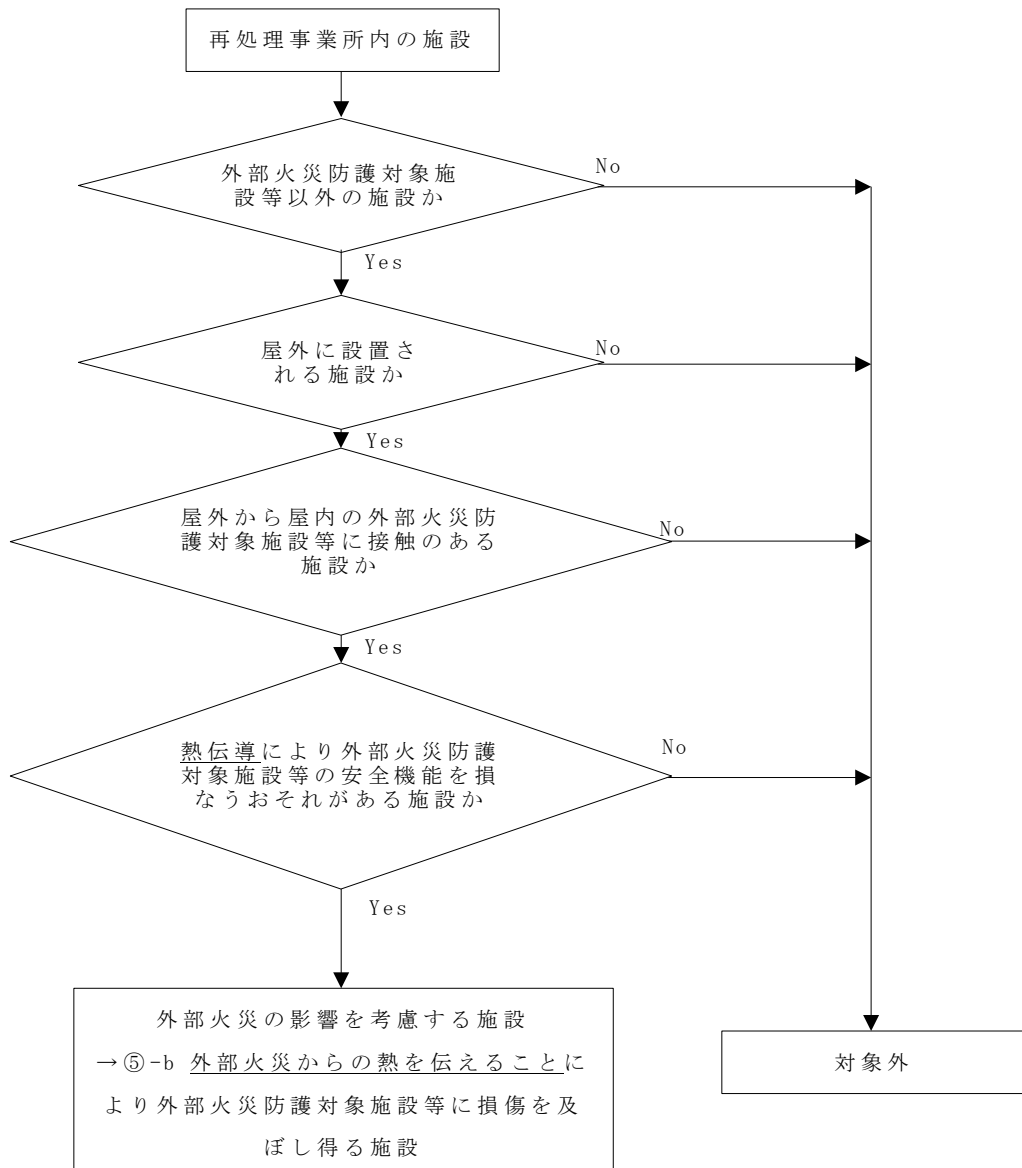 再処理事業所内の施設
外部火災防護対象施
設等以外の施設か
No
Yes
屋外に設置さ
れる施設か
No
Yes
屋外から屋内の外部火災防
護対象施設等に接触のある
施設か
No
Yes
熱伝導により外部火災防護
対象施設等の安全機能を損
なうおそれがある施設か
No
Yes
外部火災の影響を考慮する施設
→⑤-b 外部火災からの熱を伝えることに
より外部火災防護対象施設等に損傷を及
ぼし得る施設
対象外